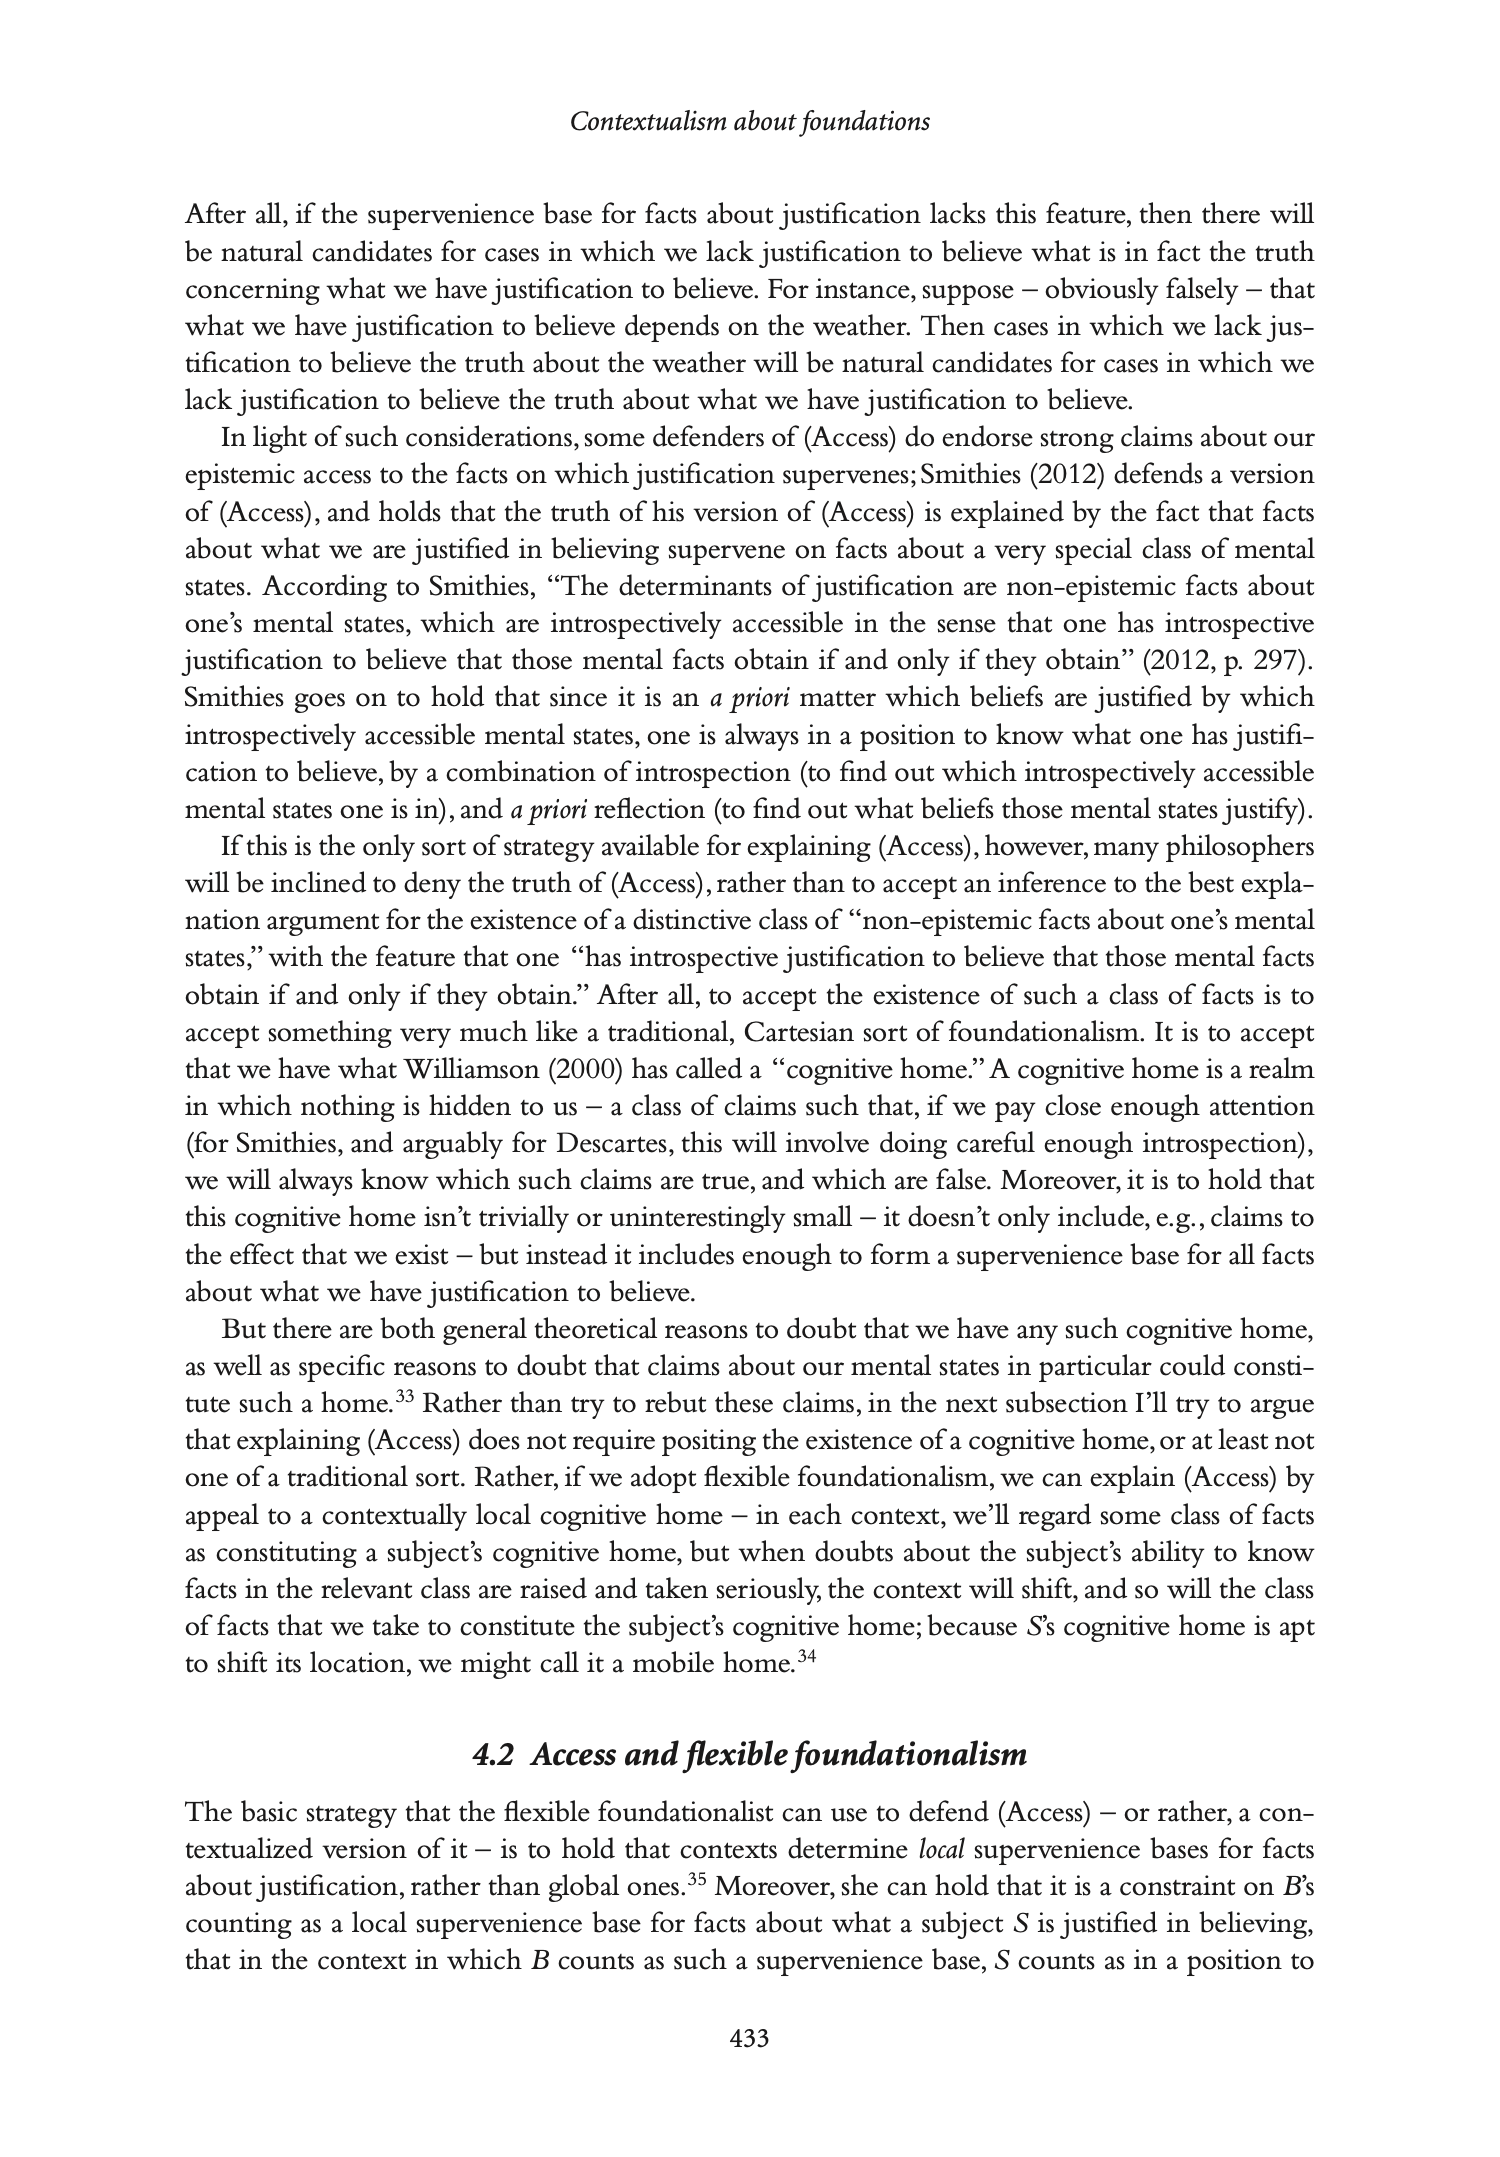 Contextualism about foundations
After all, if the supervenience base for facts about justification lacks this feature, then there will
be natural candidates for cases in which we lack justification to believe what is in fact the truth
concerning what we have justification to believe. For instance, suppose – obviously falsely – that
what we have justification to believe depends on the weather. Then cases in which we lack jus-
tification to believe the truth about the weather will be natural candidates for cases in which we
lack justification to believe the truth about what we have justification to believe.
In light of such considerations, some defenders of (Access) do endorse strong claims about our
epistemic access to the facts on which justification supervenes; Smithies (2012) defends a version
of (Access), and holds that the truth of his version of (Access) is explained by the fact that facts
about what we are justified in believing supervene on facts about a very special class of mental
states. According to Smithies, “The determinants of justification are non-epistemic facts about
one’s mental states, which are introspectively accessible in the sense that one has introspective
justification to believe that those mental facts obtain if and only if they obtain” (2012, p. 297).
Smithies goes on to hold that since it is an a priori matter which beliefs are justified by which
introspectively accessible mental states, one is always in a position to know what one has justifi-
cation to believe, by a combination of introspection (to find out which introspectively accessible
mental states one is in), and a priori reflection (to find out what beliefs those mental states justify).
If this is the only sort of strategy available for explaining (Access), however, many philosophers
will be inclined to deny the truth of (Access), rather than to accept an inference to the best expla-
nation argument for the existence of a distinctive class of “non-epistemic facts about one’s mental
states,” with the feature that one “has introspective justification to believe that those mental facts
obtain if and only if they obtain.” After all, to accept the existence of such a class of facts is to
accept something very much like a traditional, Cartesian sort of foundationalism. It is to accept
that we have what Williamson (2000) has called a “cognitive home.” A cognitive home is a realm
in which nothing is hidden to us – a class of claims such that, if we pay close enough attention
(for Smithies, and arguably for Descartes, this will involve doing careful enough introspection),
we will always know which such claims are true, and which are false. Moreover, it is to hold that
this cognitive home isn’t trivially or uninterestingly small – it doesn’t only include, e.g., claims to
the effect that we exist – but instead it includes enough to form a supervenience base for all facts
about what we have justification to believe.
But there are both general theoretical reasons to doubt that we have any such cognitive home,
as well as specific reasons to doubt that claims about our mental states in particular could consti-
tute such a home.33 Rather than try to rebut these claims, in the next subsection I’ll try to argue
that explaining (Access) does not require positing the existence of a cognitive home, or at least not
one of a traditional sort. Rather, if we adopt flexible foundationalism, we can explain (Access) by
appeal to a contextually local cognitive home – in each context, we’ll regard some class of facts
as constituting a subject’s cognitive home, but when doubts about the subject’s ability to know
facts in the relevant class are raised and taken seriously, the context will shift, and so will the class
of facts that we take to constitute the subject’s cognitive home; because S’s cognitive home is apt
to shift its location, we might call it a mobile home.34
4.2 Access and flexible foundationalism
The basic strategy that the flexible foundationalist can use to defend (Access) – or rather, a con-
textualized version of it – is to hold that contexts determine local supervenience bases for facts
about justification, rather than global ones.35 Moreover, she can hold that it is a constraint on B’s
counting as a local supervenience base for facts about what a subject S is justified in believing,
that in the context in which B counts as such a supervenience base, S counts as in a position to
433